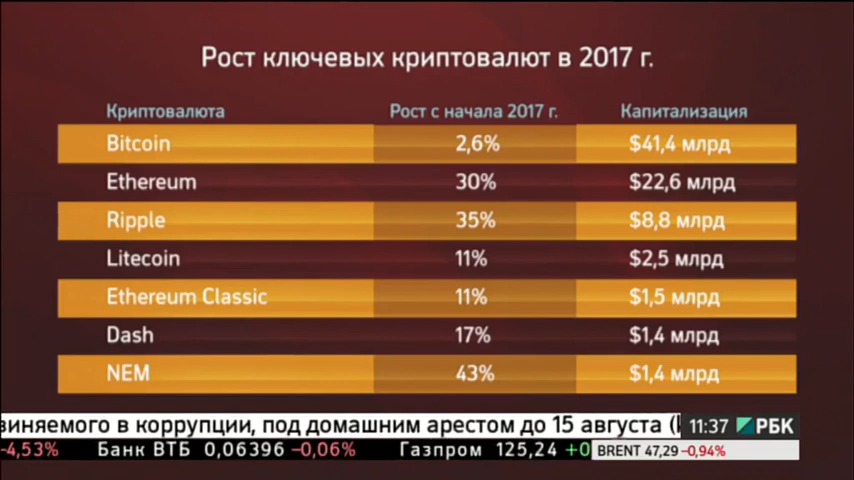 Рост ключевых криптовалют в 2017 г.
Криптовалюта Рост с начала 2017 г. Капитализация
Bitcoin 2,6% $41,4 млрд
Ethereum 30% $22,6 млрд
Ripple 35% $8,8 млрд
Litecoin 11% $2,5 млрд
Ethereum Classic 11% $1,5 млрд
Dash 17% $1,4 млрд
NEM 43% $1,4 млрд
виняемого в коррупции, под домашним арестом до 15 августа ( 11:37 РБК
-4,53% Банк ВТБ 0,06396 -0,06% Газпром 125,24 +0 BRENT 47,29 -0,94%